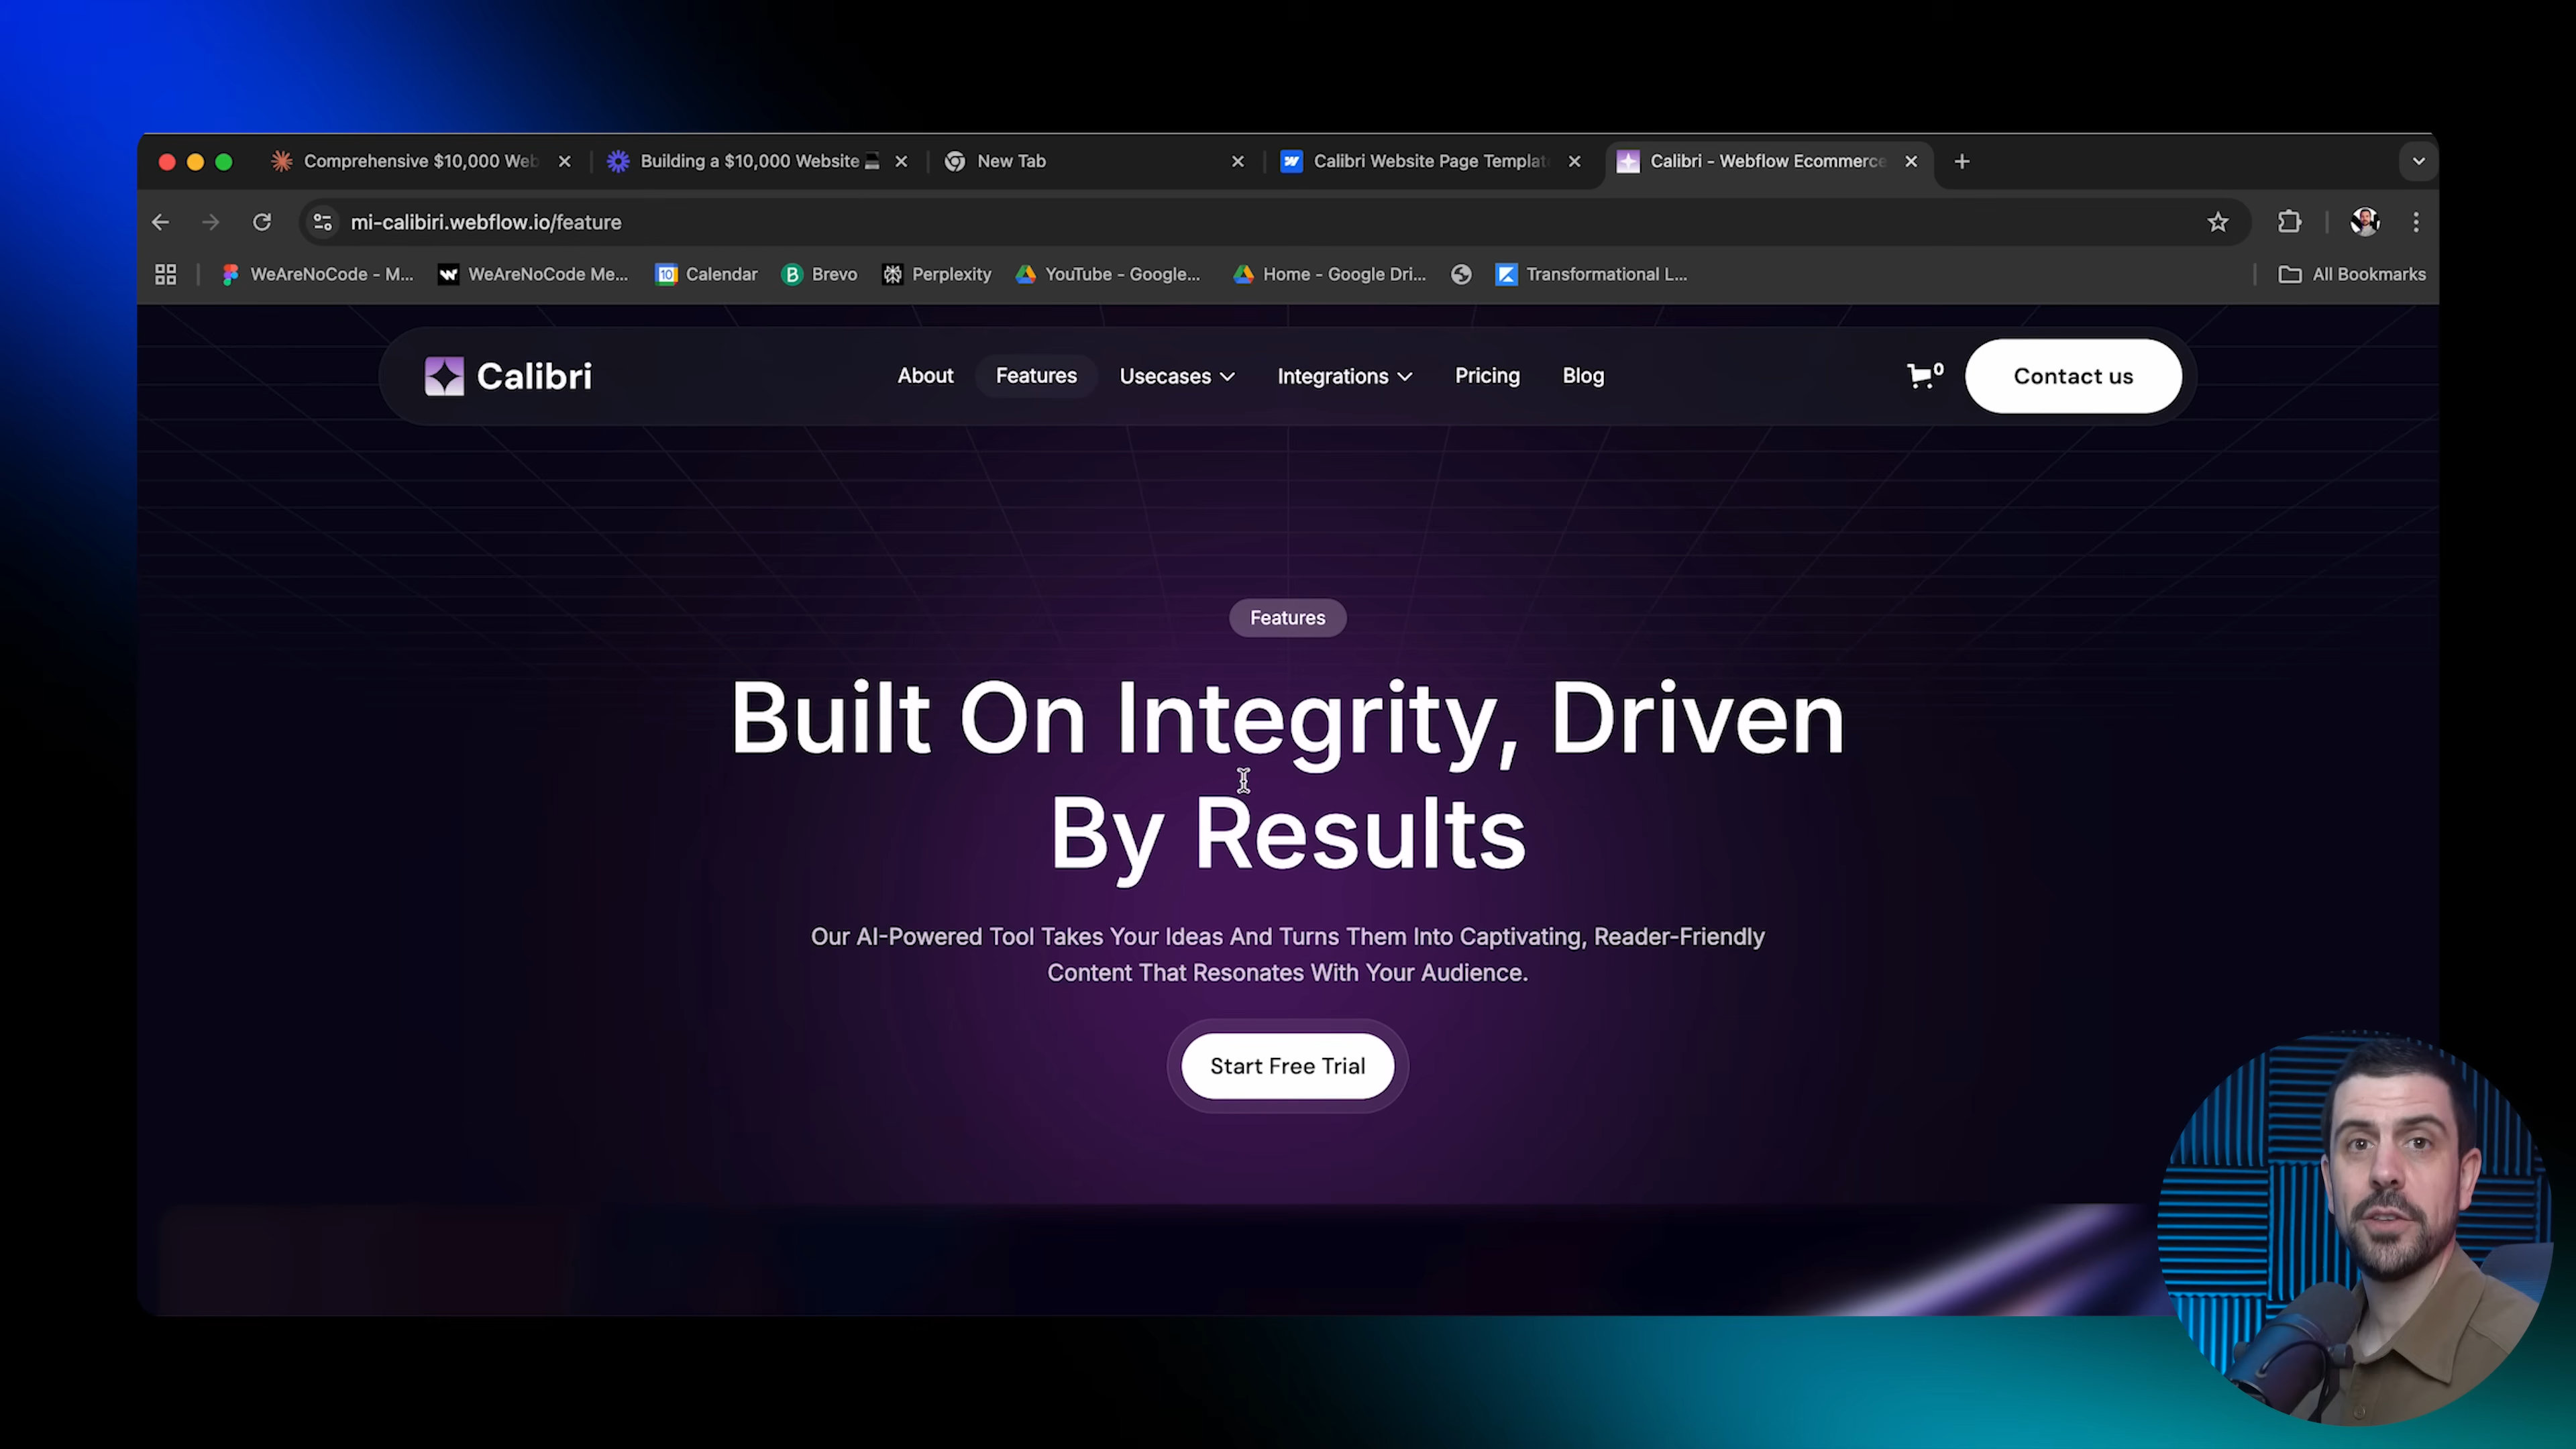 Comprehensive $10,000 Web
Building a $10,000 Website
New Tab
Calibri Website Page Templat
Calibri - Webflow Ecommerce
mi-calibiri.webflow.io/feature
WeAreNoCode - M...
WeAreNoCode Me...
10 Calendar
B Brevo
Perplexity
YouTube - Google...
Home - Google Dri...
Transformational L...
All Bookmarks
Calibri
About
Features
Usecases
Integrations
Pricing
Blog
0
Contact us
Features
Built On Integrity, Driven
By Results
Our AI-Powered Tool Takes Your Ideas And Turns Them Into Captivating, Reader-Friendly
Content That Resonates With Your Audience.
Start Free Trial